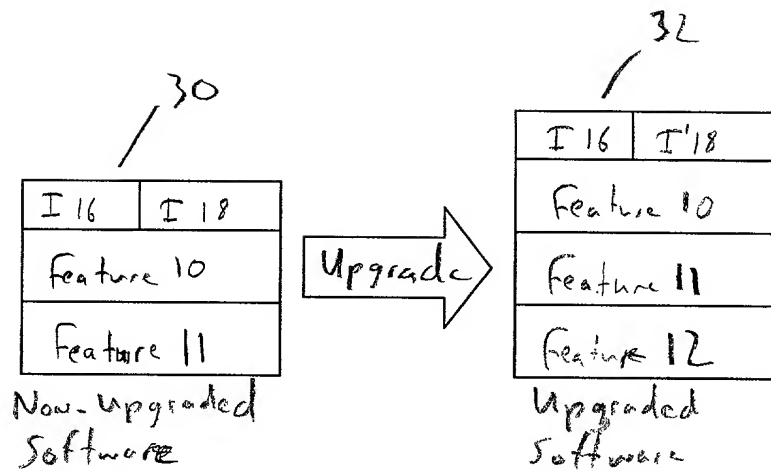 30
I 16 I 18
Feature 10
Feature 11
Non-Upgraded
Software
Upgrade
32
I 16 I'18
Feature 10
Feature 11
Feature 12
Upgraded
Software